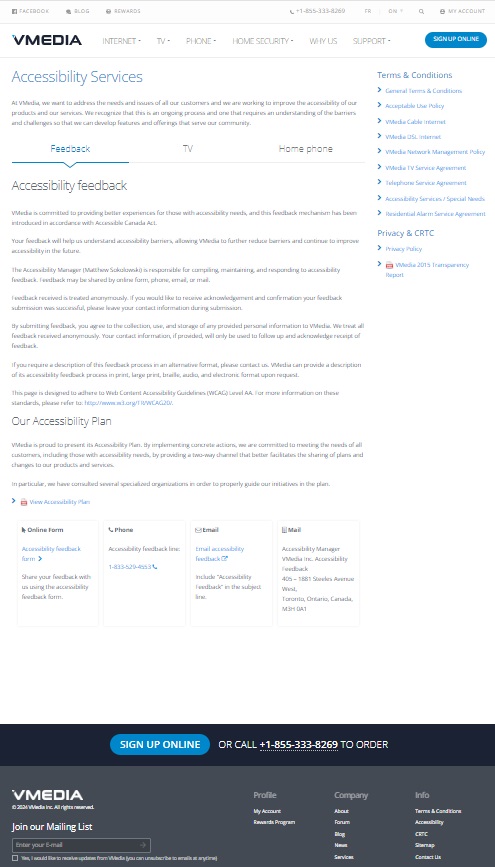 FACEBOOK BLOG REWARDS +1-855-333-8269 FR ON MY ACCOUNT
VMEDIA INTERNET TV PHONE HOME SECURITY WHY US SUPPORT SIGN UP ONLINE
Accessibility Services
At VMedia, we want to address the needs and issues of all our customers and we are working to improve the accessibility of our
products and our services. We recognize that this is an ongoing process and one that requires an understanding of the barriers
and challenges so that we can develop features and offerings that serve our community.
Feedback TV Home phone
Accessibility feedback
VMedia is committed to providing better experiences for those with accessibility needs, and this feedback mechanism has been
introduced in accordance with Accessible Canada Act.
Your feedback will help us understand accessibility barriers, allowing VMedia to further reduce barriers and continue to improve
accessibility in the future.
The Accessibility Manager (Matthew Sokolowski) is responsible for compiling, maintaining, and responding to accessibility
feedback. Feedback may be shared by online form, phone, email, or mail.
Feedback received is treated anonymously. If you would like to receive acknowledgement and confirmation your feedback
submission was successful, please leave your contact information during submission.
By submitting feedback, you agree to the collection, use, and storage of any provided personal information to VMedia. We treat all
feedback received anonymously. Your contact information, if provided, will only be used to follow up and acknowledge receipt of
feedback.
If you require a description of this feedback process in an alternative format, please contact us. VMedia can provide a description
of its accessibility feedback process in print, large print, braille, audio, and electronic format upon request.
This page is designed to adhere to Web Content Accessibility Guidelines (WCAG) Level AA. For more information on these
standards, please refer to: http://www.w3.org/TR/WCAG20/.
Our Accessibility Plan
VMedia is proud to present its Accessibility Plan. By implementing concrete actions, we are committed to meeting the needs of all
customers, including those with accessibility needs, by providing a two-way channel that better facilitates the sharing of plans and
changes to our products and services.
In particular, we have consulted several specialized organizations in order to properly guide our initiatives in the plan.
View Accessibility Plan
Online Form
Accessibility feedback
form
Share your feedback with
us using the accessibility
feedback form.
Phone
Accessibility feedback line:
1-833-529-4553
Email
Email accessibility
feedback
Include "Accessibility
Feedback" in the subject
line.
Mail
Accessibility Manager
VMedia Inc. Accessibility
Feedback
405 – 1881 Steeles Avenue
West,
Toronto, Ontario, Canada,
M3H 0A1
Terms & Conditions
General Terms & Conditions
Acceptable Use Policy
VMedia Cable Internet
VMedia DSL Internet
VMedia Network Management Policy
VMedia TV Service Agreement
Telephone Service Agreement
Accessibility Services / Special Needs
Residential Alarm Service Agreement
Privacy & CRTC
Privacy Policy
VMedia 2015 Transparency
Report
SIGN UP ONLINE OR CALL +1-855-333-8269 TO ORDER
VMEDIA
© 2024 VMedia Inc. All rights reserved.
Join our Mailing List
Enter your E-mail
Yes, I would like to receive updates from VMedia (you can unsubscribe to emails at anytime)
Profile
My Account
Rewards Program
Company
About
Forum
Blog
News
Services
Info
Terms & Conditions
Accessibility
CRTC
Sitemap
Contact Us